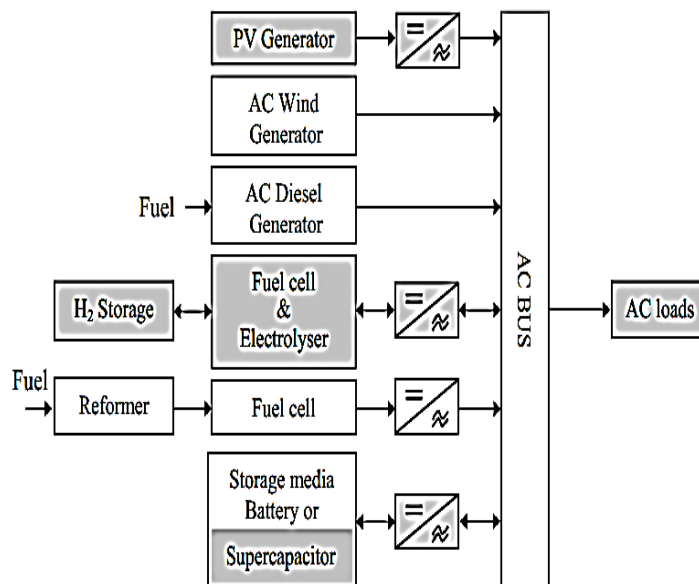 PV Generator
AC Wind
Generator
Fuel
AC Diesel
Generator
H₂ Storage
Fuel cell
&
Electrolyser
AC BUS
AC loads
Fuel
Reformer
Fuel cell
Storage media
Battery or
Supercapacitor